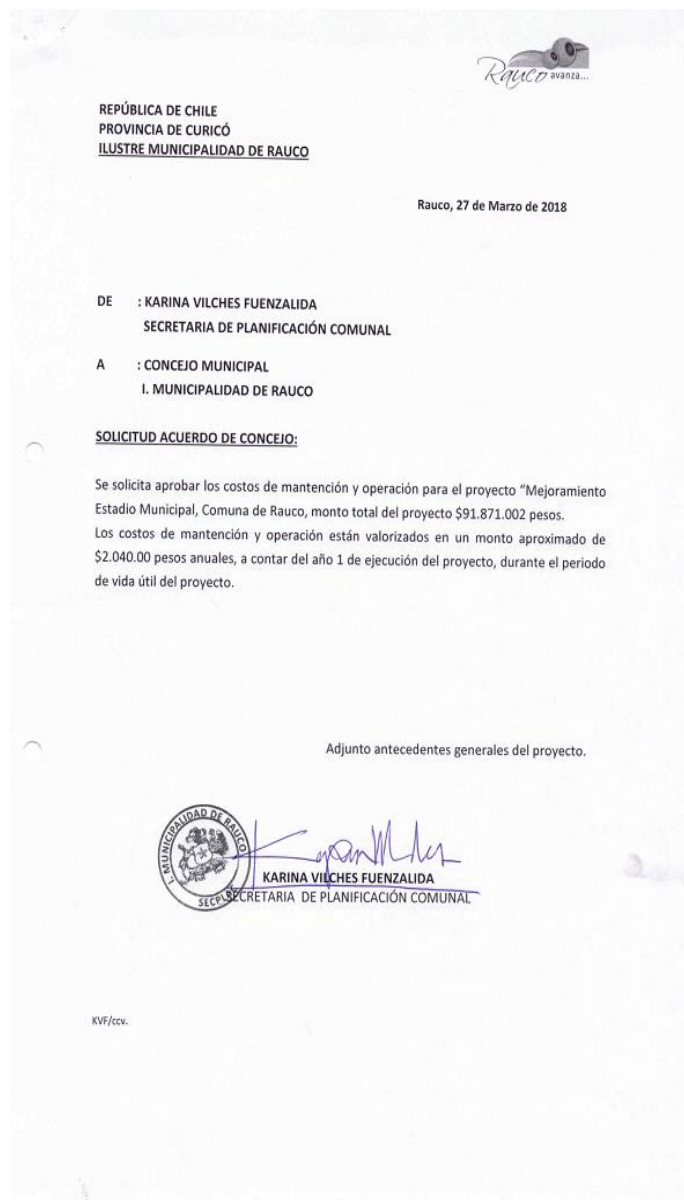 Rauco avanza...
REPÚBLICA DE CHILE
PROVINCIA DE CURICÓ
ILUSTRE MUNICIPALIDAD DE RAUCO
Rauco, 27 de Marzo de 2018
DE : KARINA VILCHES FUENZALIDA
SECRETARIA DE PLANIFICACIÓN COMUNAL
A : CONCEJO MUNICIPAL
I. MUNICIPALIDAD DE RAUCO
SOLICITUD ACUERDO DE CONCEJO:
Se solicita aprobar los costos de mantención y operación para el proyecto “Mejoramiento
Estadio Municipal, Comuna de Rauco, monto total del proyecto $91.871.002 pesos.
Los costos de mantención y operación están valorizados en un monto aproximado de
$2.040.00 pesos anuales, a contar del año 1 de ejecución del proyecto, durante el periodo
de vida útil del proyecto.
Adjunto antecedentes generales del proyecto.
I. MUNICIPALIDAD DE RAUCO
KARINA VILCHES FUENZALIDA
SECRETARIA DE PLANIFICACIÓN COMUNAL
KVF/ccv.